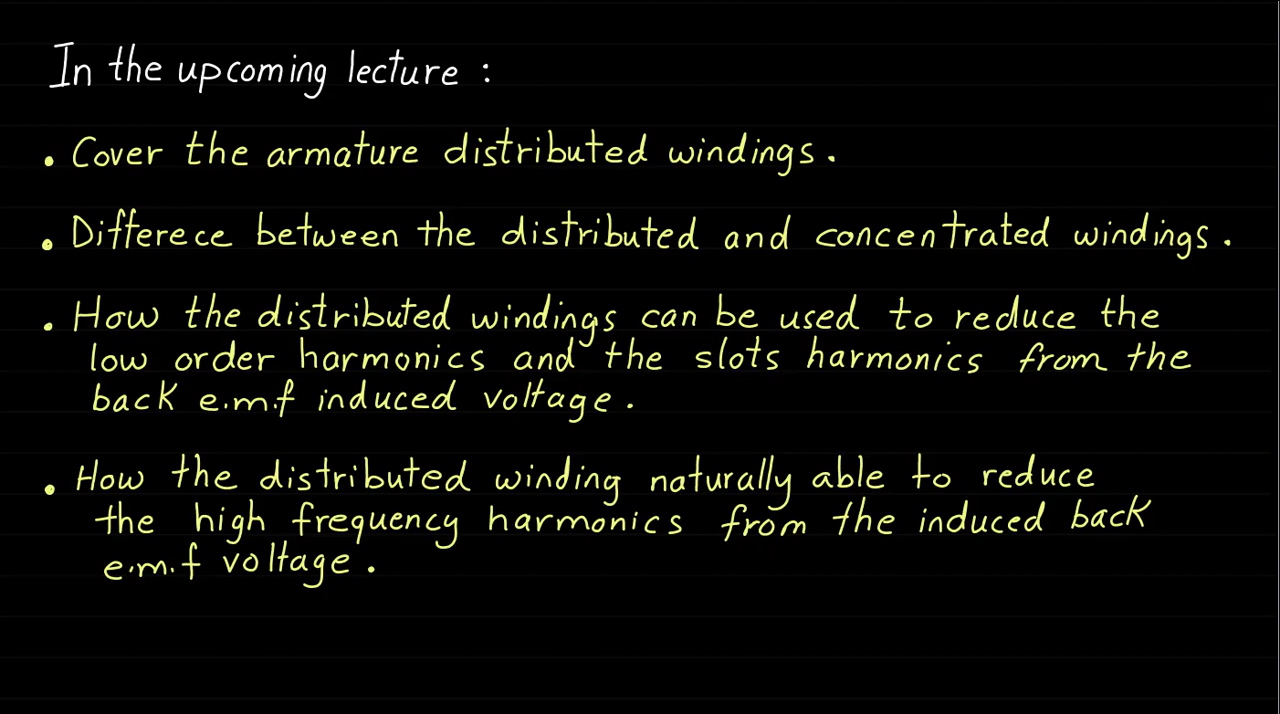 In the upcoming lecture :
• Cover the armature distributed windings.
• Differece between the distributed and concentrated windings.
• How the distributed windings can be used to reduce the
low order harmonics and the slots harmonics from the
back e.m.f induced voltage.
• How the distributed winding naturally able to reduce
the high frequency harmonics from the induced back
e.m.f voltage.